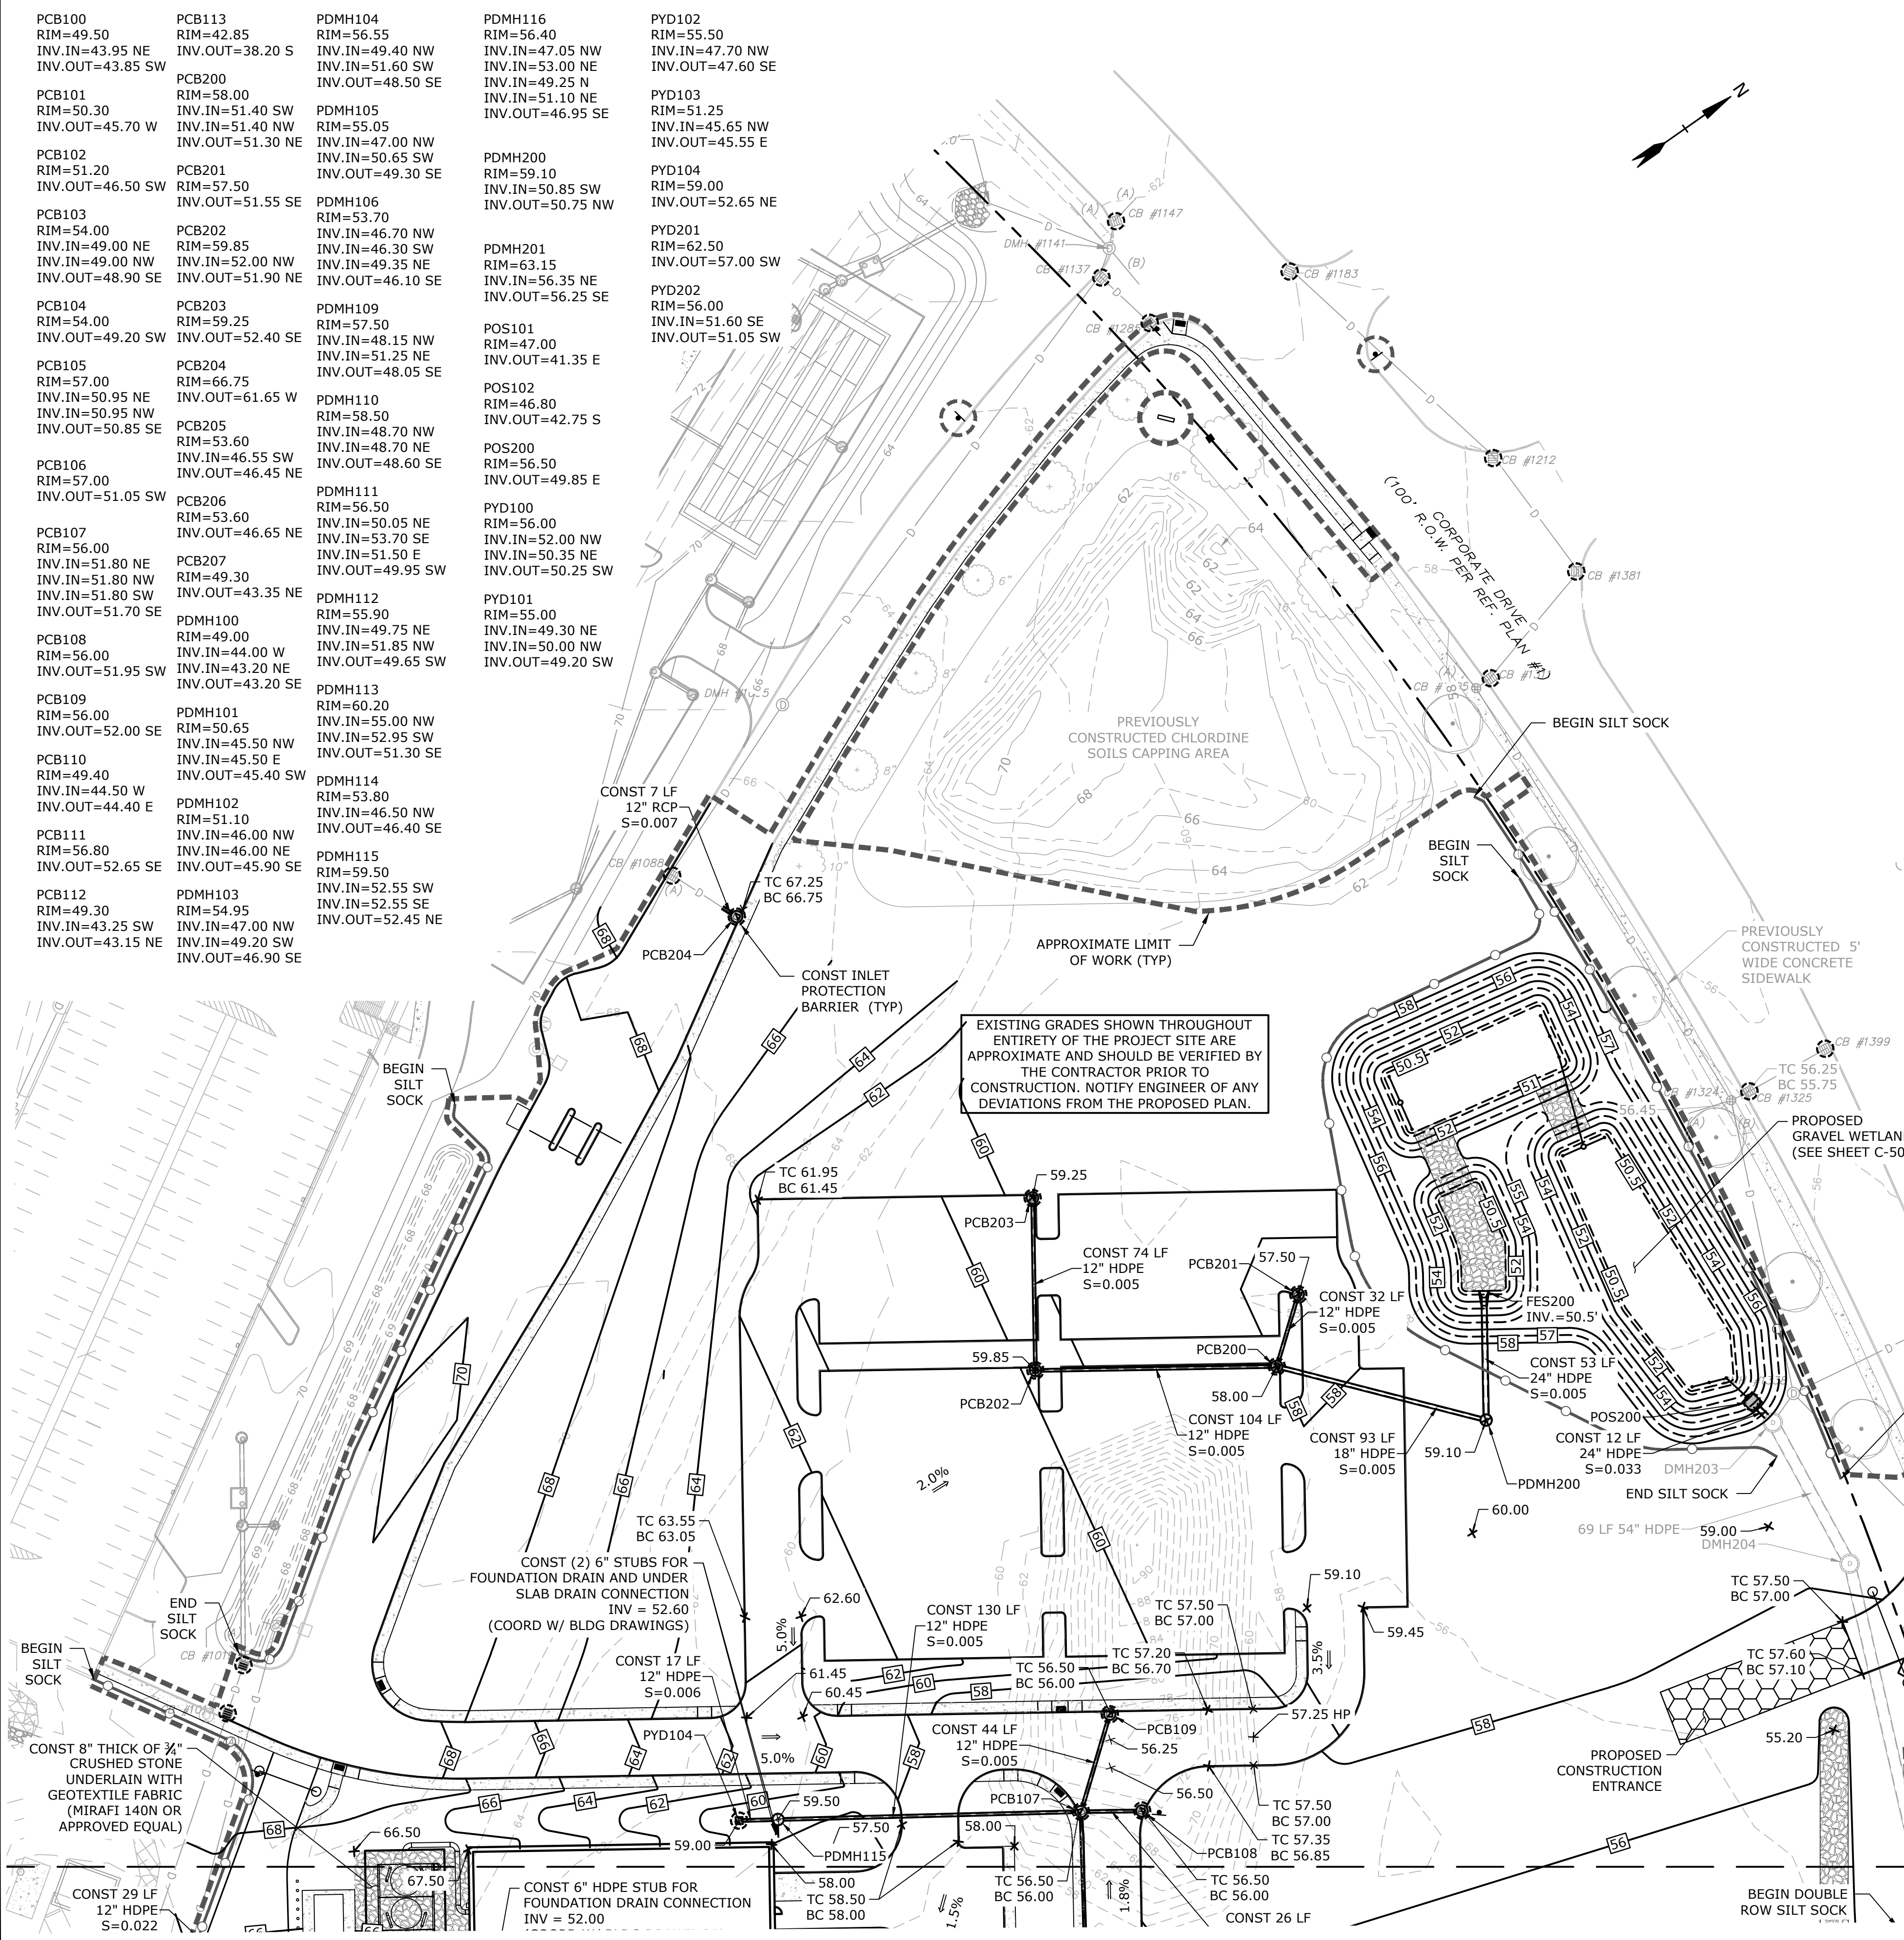 PCB100
RIM=49.50
INV.IN=43.95 NE
INV.OUT=43.85 SW
PCB101
RIM=50.30
INV.OUT=45.70 W
PCB102
RIM=51.20
INV.OUT=46.50 SW
PCB103
RIM=54.00
INV.IN=49.00 NE
INV.IN=49.00 NW
INV.OUT=48.90 SE
PCB104
RIM=54.00
INV.OUT=49.20 SW
PCB105
RIM=57.00
INV.IN=50.95 NE
INV.IN=50.95 NW
INV.OUT=50.85 SE
PCB106
RIM=57.00
INV.OUT=51.05 SW
PCB107
RIM=56.00
INV.IN=51.80 NE
INV.IN=51.80 NW
INV.IN=51.80 SW
INV.OUT=51.70 SE
PCB108
RIM=56.00
INV.OUT=51.95 SW
PCB109
RIM=56.00
INV.OUT=52.00 SE
PCB110
RIM=49.40
INV.IN=44.50 W
INV.OUT=44.40 E
PCB111
RIM=56.80
INV.OUT=52.65 SE
PCB112
RIM=49.30
INV.IN=43.25 SW
INV.OUT=43.15 NE
PCB113
RIM=42.85
INV.OUT=38.20 S
PCB200
RIM=58.00
INV.IN=51.40 SW
INV.IN=51.40 NW
INV.OUT=51.30 NE
PCB201
RIM=57.50
INV.OUT=51.55 SE
PCB202
RIM=59.85
INV.IN=52.00 NW
INV.OUT=51.90 NE
PCB203
RIM=59.25
INV.OUT=52.40 SE
PCB204
RIM=66.75
INV.OUT=61.65 W
PCB205
RIM=53.60
INV.IN=46.55 SW
INV.OUT=46.45 NE
PCB206
RIM=53.60
INV.OUT=46.65 NE
PCB207
RIM=49.30
INV.OUT=43.35 NE
PDMH100
RIM=49.00
INV.IN=44.00 W
INV.IN=43.20 NE
INV.OUT=43.20 SE
PDMH101
RIM=50.65
INV.IN=45.50 NW
INV.IN=45.50 E
INV.OUT=45.40 SW
PDMH102
RIM=51.10
INV.IN=46.00 NW
INV.IN=46.00 NE
INV.OUT=45.90 SE
PDMH103
RIM=54.95
INV.IN=47.00 NW
INV.IN=49.20 SW
INV.OUT=46.90 SE
PDMH104
RIM=56.55
INV.IN=49.40 NW
INV.IN=51.60 SW
INV.OUT=48.50 SE
PDMH105
RIM=55.05
INV.IN=47.00 NW
INV.IN=50.65 SW
INV.OUT=49.30 SE
PDMH106
RIM=53.70
INV.IN=46.70 NW
INV.IN=46.30 SW
INV.IN=49.35 NE
INV.OUT=46.10 SE
PDMH109
RIM=57.50
INV.IN=48.15 NW
INV.IN=51.25 NE
INV.OUT=48.05 SE
PDMH110
RIM=58.50
INV.IN=48.70 NW
INV.IN=48.70 NE
INV.OUT=48.60 SE
PDMH111
RIM=56.50
INV.IN=50.05 NE
INV.IN=53.70 SE
INV.IN=51.50 E
INV.OUT=49.95 SW
PDMH112
RIM=55.90
INV.IN=49.75 NE
INV.IN=51.85 NW
INV.OUT=49.65 SW
PDMH113
RIM=60.20
INV.IN=55.00 NW
INV.IN=52.95 SW
INV.OUT=51.30 SE
PDMH114
RIM=53.80
INV.IN=46.50 NW
INV.OUT=46.40 SE
PDMH115
RIM=59.50
INV.IN=52.55 SW
INV.IN=52.55 SE
INV.OUT=52.45 NE
PDMH116
RIM=56.40
INV.IN=47.05 NW
INV.IN=53.00 NE
INV.IN=49.25 N
INV.IN=51.10 NE
INV.OUT=46.95 SE
PDMH200
RIM=59.10
INV.IN=50.85 SW
INV.OUT=50.75 NW
PDMH201
RIM=63.15
INV.IN=56.35 NE
INV.OUT=56.25 SE
POS101
RIM=47.00
INV.OUT=41.35 E
POS102
RIM=46.80
INV.OUT=42.75 S
POS200
RIM=56.50
INV.OUT=49.85 E
PYD100
RIM=56.00
INV.IN=52.00 NW
INV.IN=50.35 NE
INV.OUT=50.25 SW
PYD101
RIM=55.00
INV.IN=49.30 NE
INV.IN=50.00 NW
INV.OUT=49.20 SW
PYD102
RIM=55.50
INV.IN=47.70 NW
INV.OUT=47.60 SE
PYD103
RIM=51.25
INV.IN=45.65 NW
INV.OUT=45.55 E
PYD104
RIM=59.00
INV.OUT=52.65 NE
PYD201
RIM=62.50
INV.OUT=57.00 SW
PYD202
RIM=56.00
INV.IN=51.60 SE
INV.OUT=51.05 SW
N
CB #1147
DMH #1141
CB #1137
CB #1183
CB #1285
CB #1212
CB #1381
CORPORATE DRIVE
(100' R.O.W. PER REF. PLAN #1)
BEGIN SILT SOCK
PREVIOUSLY
CONSTRUCTED CHLORDINE
SOILS CAPPING AREA
CONST 7 LF
12" RCP
S=0.007
CB #1088
TC 67.25
BC 66.75
PCB204
CONST INLET
PROTECTION
BARRIER (TYP)
APPROXIMATE LIMIT
OF WORK (TYP)
BEGIN
SILT
SOCK
PREVIOUSLY
CONSTRUCTED 5'
WIDE CONCRETE
SIDEWALK
EXISTING GRADES SHOWN THROUGHOUT
ENTIRETY OF THE PROJECT SITE ARE
APPROXIMATE AND SHOULD BE VERIFIED BY
THE CONTRACTOR PRIOR TO
CONSTRUCTION. NOTIFY ENGINEER OF ANY
DEVIATIONS FROM THE PROPOSED PLAN.
BEGIN
SILT
SOCK
CB #1399
TC 56.25
BC 55.75
CB #1324
CB #1325
56.45
PROPOSED
GRAVEL WETLAN
(SEE SHEET C-50
TC 61.95
BC 61.45
59.25
PCB203
CONST 74 LF
12" HDPE
S=0.005
PCB201
57.50
CONST 32 LF
12" HDPE
S=0.005
FES200
INV.=50.5'
59.85
PCB202
PCB200
58.00
CONST 104 LF
12" HDPE
S=0.005
CONST 93 LF
18" HDPE
S=0.005
59.10
PDMH200
CONST 53 LF
24" HDPE
S=0.005
POS200
CONST 12 LF
24" HDPE
S=0.033
DMH203
END SILT SOCK
60.00
69 LF 54" HDPE
59.00
DMH204
2.0%
TC 63.55
BC 63.05
CONST (2) 6" STUBS FOR
FOUNDATION DRAIN AND UNDER
SLAB DRAIN CONNECTION
INV = 52.60
(COORD W/ BLDG DRAWINGS)
62.60
5.0%
CONST 130 LF
12" HDPE
S=0.005
TC 57.50
BC 57.00
59.10
59.45
3.5%
TC 57.50
BC 57.00
TC 57.60
BC 57.10
END
SILT
SOCK
BEGIN
SILT
SOCK
CONST 17 LF
12" HDPE
S=0.006
61.45
60.45
TC 56.50
BC 56.00
TC 57.20
BC 56.70
57.25 HP
PYD104
5.0%
CONST 44 LF
12" HDPE
S=0.005
PCB109
56.25
56.50
55.20
PROPOSED
CONSTRUCTION
ENTRANCE
CONST 8" THICK OF ¾"
CRUSHED STONE
UNDERLAIN WITH
GEOTEXTILE FABRIC
(MIRAFI 140N OR
APPROVED EQUAL)
66.50
67.50
59.00
59.50
PDMH115
57.50
58.00
PCB107
PCB108
TC 57.50
BC 57.00
TC 57.35
BC 56.85
58.00
TC 58.50
BC 58.00
TC 56.50
BC 56.00
TC 56.50
BC 56.00
1.5%
1.8%
CONST 26 LF
CONST 29 LF
12" HDPE
S=0.022
CONST 6" HDPE STUB FOR
FOUNDATION DRAIN CONNECTION
INV = 52.00
BEGIN DOUBLE
ROW SILT SOCK